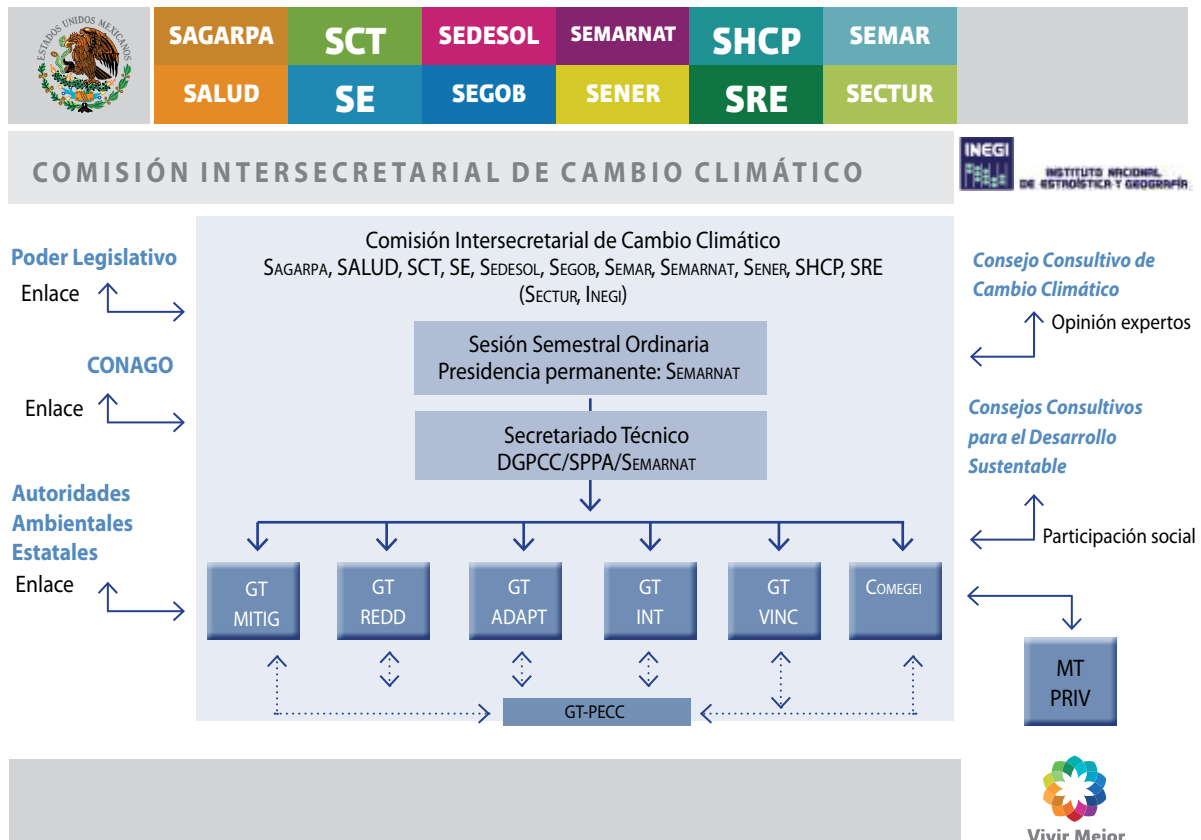 ESTADOS UNIDOS MEXICANOS
SAGARPA SCT SEDESOL SEMARNAT SHCP SEMAR
SALUD SE SEGOB SENER SRE SECTUR
COMISIÓN INTERSECRETARIAL DE CAMBIO CLIMÁTICO
INEGI
INSTITUTO NACIONAL
DE ESTADÍSTICA Y GEOGRAFÍA
Comisión Intersecretarial de Cambio Climático
SAGARPA, SALUD, SCT, SE, SEDESOL, SEGOB, SEMAR, SEMARNAT, SENER, SHCP, SRE
(SECTUR, INEGI)
Poder Legislativo
Enlace
CONAGO
Enlace
Autoridades
Ambientales
Estatales
Enlace
Sesión Semestral Ordinaria
Presidencia permanente: SEMARNAT
Secretariado Técnico
DGPCC/SPPA/SEMARNAT
GT
MITIG
GT
REDD
GT
ADAPT
GT
INT
GT
VINC
COMEGEI
GT-PECC
Consejo Consultivo de
Cambio Climático
Opinión expertos
Consejos Consultivos
para el Desarrollo
Sustentable
Participación social
MT
PRIV
Vivir Mejor